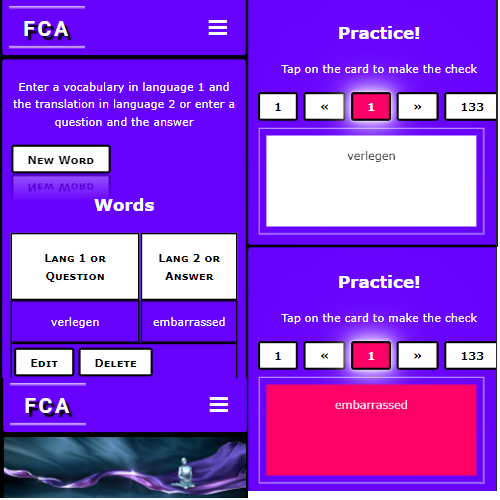 FCA
Enter a vocabulary in language 1 and
the translation in language 2 or enter a
question and the answer
New Word
New Word
Words
Lang 1 or
Question
Lang 2 or
Answer
verlegen
embarrassed
Edit
Delete
FCA
Practice!
Tap on the card to make the check
1 « 1 » 133
verlegen
Practice!
Tap on the card to make the check
1 « 1 » 133
embarrassed